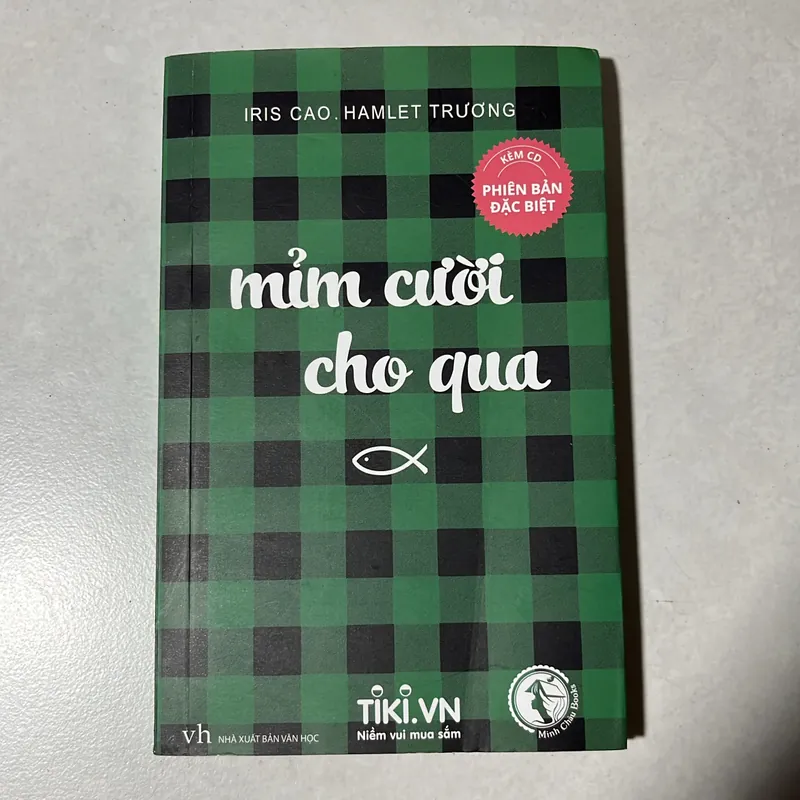 IRIS CAO. HAMLET TRƯƠNG
KÈM CD
PHIÊN BẢN
ĐẶC BIỆT
mỉm cười
cho qua
TIKI.VN
Niềm vui mua sắm
Minh Châu Books
vh NHÀ XUẤT BẢN VĂN HỌC